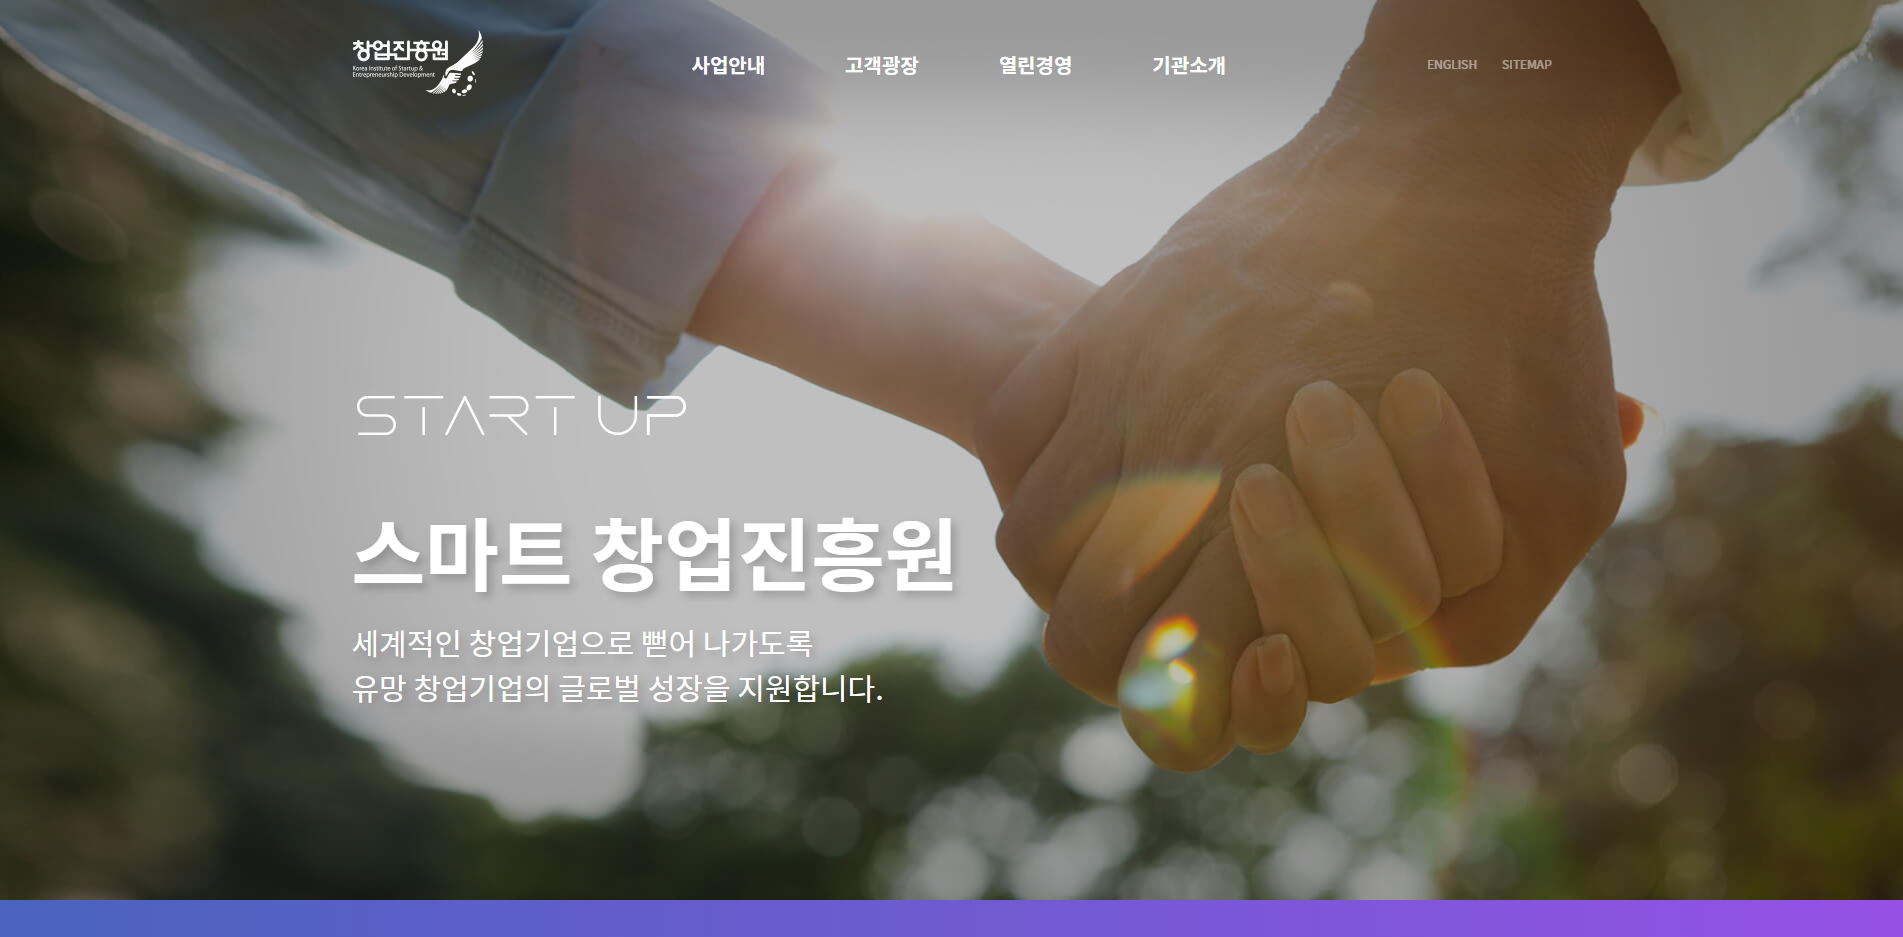 창업진흥원
Korea Institute of Startup &
Entrepreneurship Development
사업안내 고객광장 열린경영 기관소개
ENGLISH SITEMAP
START UP
스마트 창업진흥원
세계적인 창업기업으로 뻗어 나가도록
유망 창업기업의 글로벌 성장을 지원합니다.